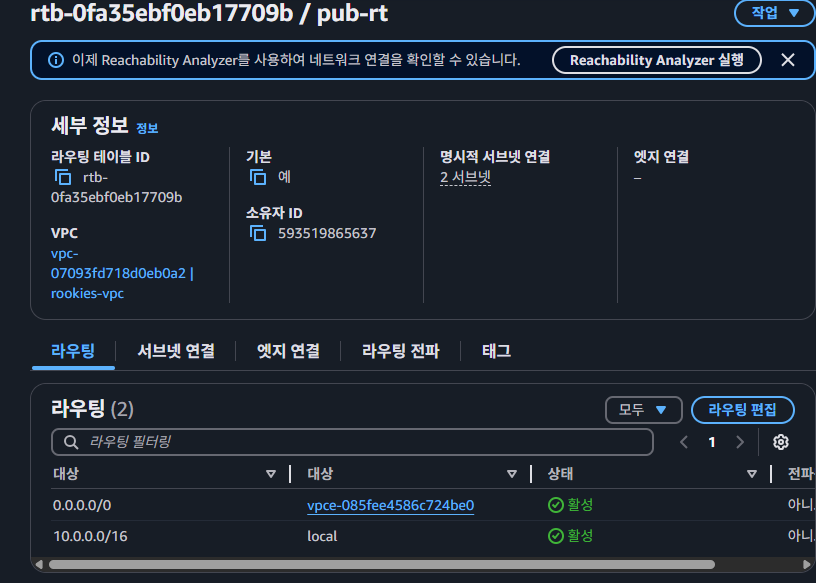 rtb-0fa35ebf0eb17709b / pub-rt
작업
이제 Reachability Analyzer를 사용하여 네트워크 연결을 확인할 수 있습니다.
Reachability Analyzer 실행
세부 정보 정보
라우팅 테이블 ID
rtb-
0fa35ebf0eb17709b
VPC
vpc-
07093fd718d0eb0a2 |
rookies-vpc
기본
예
소유자 ID
593519865637
명시적 서브넷 연결
2 서브넷
엣지 연결
–
라우팅 서브넷 연결 엣지 연결 라우팅 전파 태그
라우팅 (2)
모두
라우팅 편집
라우팅 필터링
1
대상 대상 상태 전파
0.0.0.0/0 vpce-085fee4586c724be0 활성 아니
10.0.0.0/16 local 활성 아니